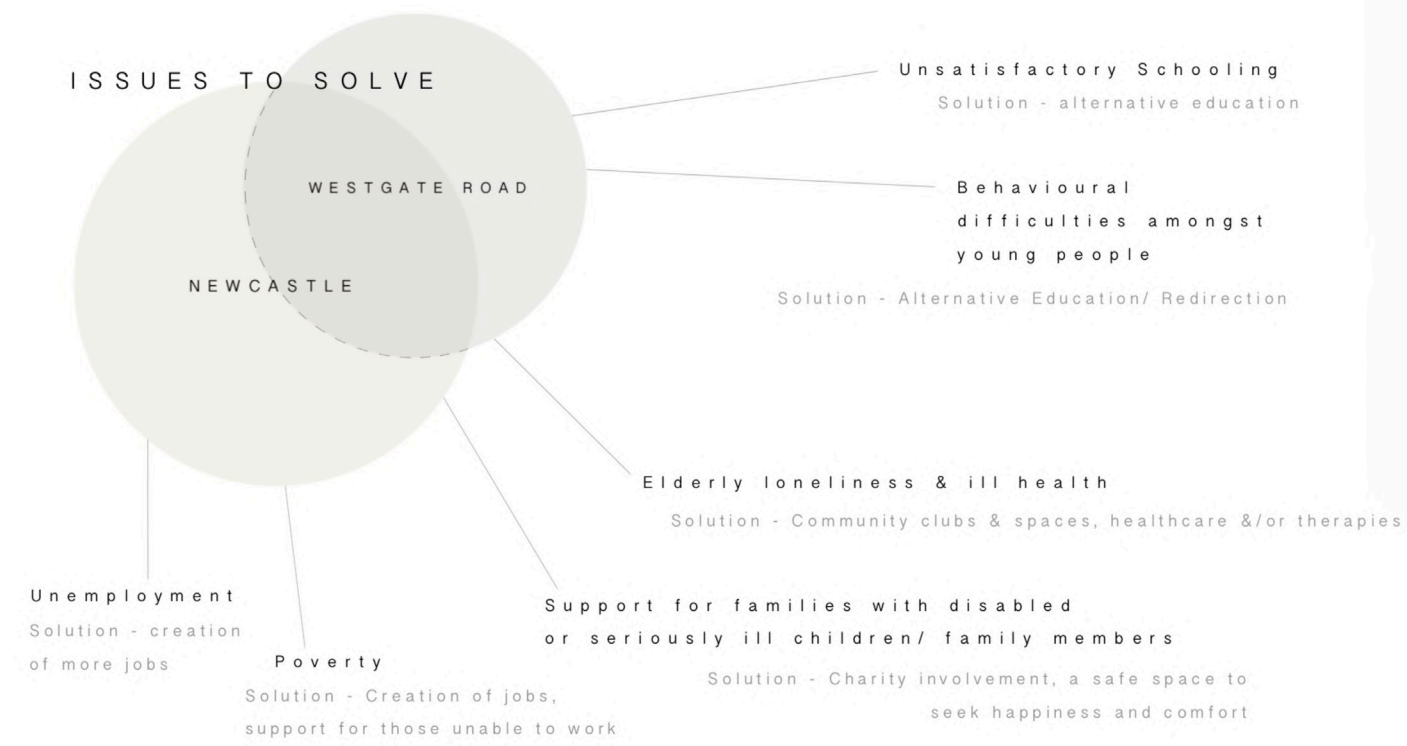 ISSUES TO SOLVE
WESTGATE ROAD
NEWCASTLE
Unsatisfactory Schooling
Solution - alternative education
Behavioural
difficulties amongst
young people
Solution - Alternative Education/ Redirection
Elderly loneliness & ill health
Solution - Community clubs & spaces, healthcare &/or therapies
Support for families with disabled
or seriously ill children/ family members
Solution - Charity involvement, a safe space to
seek happiness and comfort
Poverty
Solution - Creation of jobs,
support for those unable to work
Unemployment
Solution - creation
of more jobs